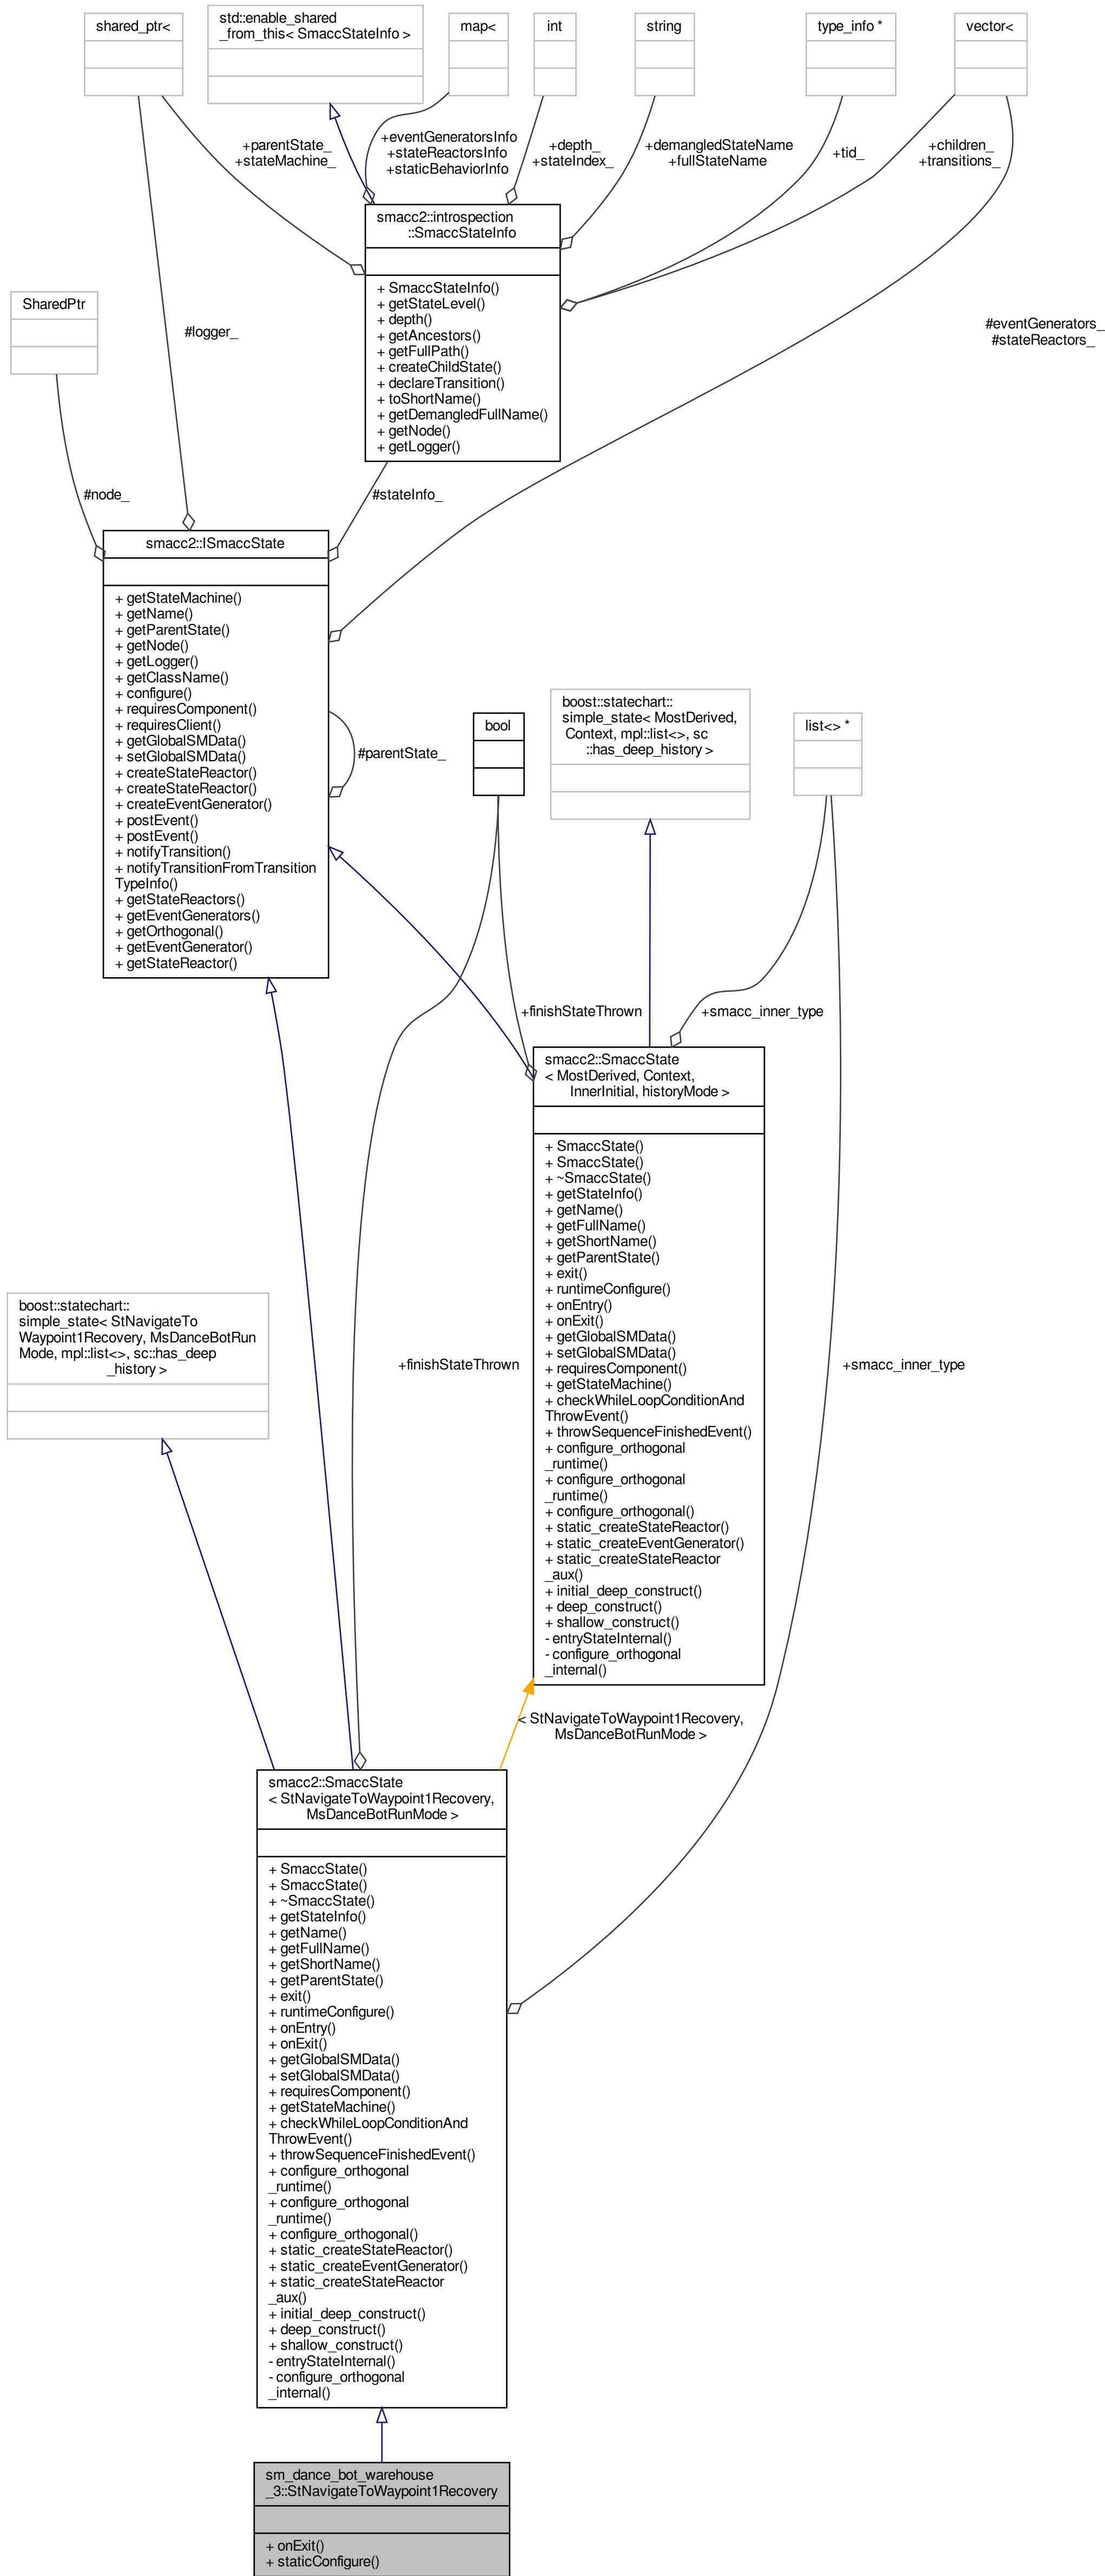 shared_ptr<
std::enable_shared
_from_this< SmaccStateInfo >
map<
int
string
type_info *
vector<
+parentState_
+stateMachine_
+eventGeneratorsInfo
+stateReactorsInfo
+staticBehaviorInfo
+depth_
+stateIndex_
+demangledStateName
+fullStateName
+tid_
+children_
+transitions_
smacc2::introspection
::SmaccStateInfo
+ SmaccStateInfo()
+ getStateLevel()
+ depth()
+ getAncestors()
+ getFullPath()
+ createChildState()
+ declareTransition()
+ toShortName()
+ getDemangledFullName()
+ getNode()
+ getLogger()
SharedPtr
#logger_
#eventGenerators_
#stateReactors_
#node_
#stateInfo_
smacc2::ISmaccState
+ getStateMachine()
+ getName()
+ getParentState()
+ getNode()
+ getLogger()
+ getClassName()
+ configure()
+ requiresComponent()
+ requiresClient()
+ getGlobalSMData()
+ setGlobalSMData()
+ createStateReactor()
+ createStateReactor()
+ createEventGenerator()
+ postEvent()
+ postEvent()
+ notifyTransition()
+ notifyTransitionFromTransition
TypeInfo()
+ getStateReactors()
+ getEventGenerators()
+ getOrthogonal()
+ getEventGenerator()
+ getStateReactor()
#parentState_
bool
boost::statechart::
simple_state< MostDerived,
Context, mpl::list<>, sc
::has_deep_history >
list<> *
+finishStateThrown
+smacc_inner_type
smacc2::SmaccState
< MostDerived, Context,
InnerInitial, historyMode >
+ SmaccState()
+ SmaccState()
+ ~SmaccState()
+ getStateInfo()
+ getName()
+ getFullName()
+ getShortName()
+ getParentState()
+ exit()
+ runtimeConfigure()
+ onEntry()
+ onExit()
+ getGlobalSMData()
+ setGlobalSMData()
+ requiresComponent()
+ getStateMachine()
+ checkWhileLoopConditionAnd
ThrowEvent()
+ throwSequenceFinishedEvent()
+ configure_orthogonal
_runtime()
+ configure_orthogonal
_runtime()
+ configure_orthogonal()
+ static_createStateReactor()
+ static_createEventGenerator()
+ static_createStateReactor
_aux()
+ initial_deep_construct()
+ deep_construct()
+ shallow_construct()
- entryStateInternal()
- configure_orthogonal
_internal()
boost::statechart::
simple_state< StNavigateTo
Waypoint1Recovery, MsDanceBotRun
Mode, mpl::list<>, sc::has_deep
_history >
+finishStateThrown
+smacc_inner_type
< StNavigateToWaypoint1Recovery,
MsDanceBotRunMode >
smacc2::SmaccState
< StNavigateToWaypoint1Recovery,
MsDanceBotRunMode >
+ SmaccState()
+ SmaccState()
+ ~SmaccState()
+ getStateInfo()
+ getName()
+ getFullName()
+ getShortName()
+ getParentState()
+ exit()
+ runtimeConfigure()
+ onEntry()
+ onExit()
+ getGlobalSMData()
+ setGlobalSMData()
+ requiresComponent()
+ getStateMachine()
+ checkWhileLoopConditionAnd
ThrowEvent()
+ throwSequenceFinishedEvent()
+ configure_orthogonal
_runtime()
+ configure_orthogonal
_runtime()
+ configure_orthogonal()
+ static_createStateReactor()
+ static_createEventGenerator()
+ static_createStateReactor
_aux()
+ initial_deep_construct()
+ deep_construct()
+ shallow_construct()
- entryStateInternal()
- configure_orthogonal
_internal()
sm_dance_bot_warehouse
_3::StNavigateToWaypoint1Recovery
+ onExit()
+ staticConfigure()